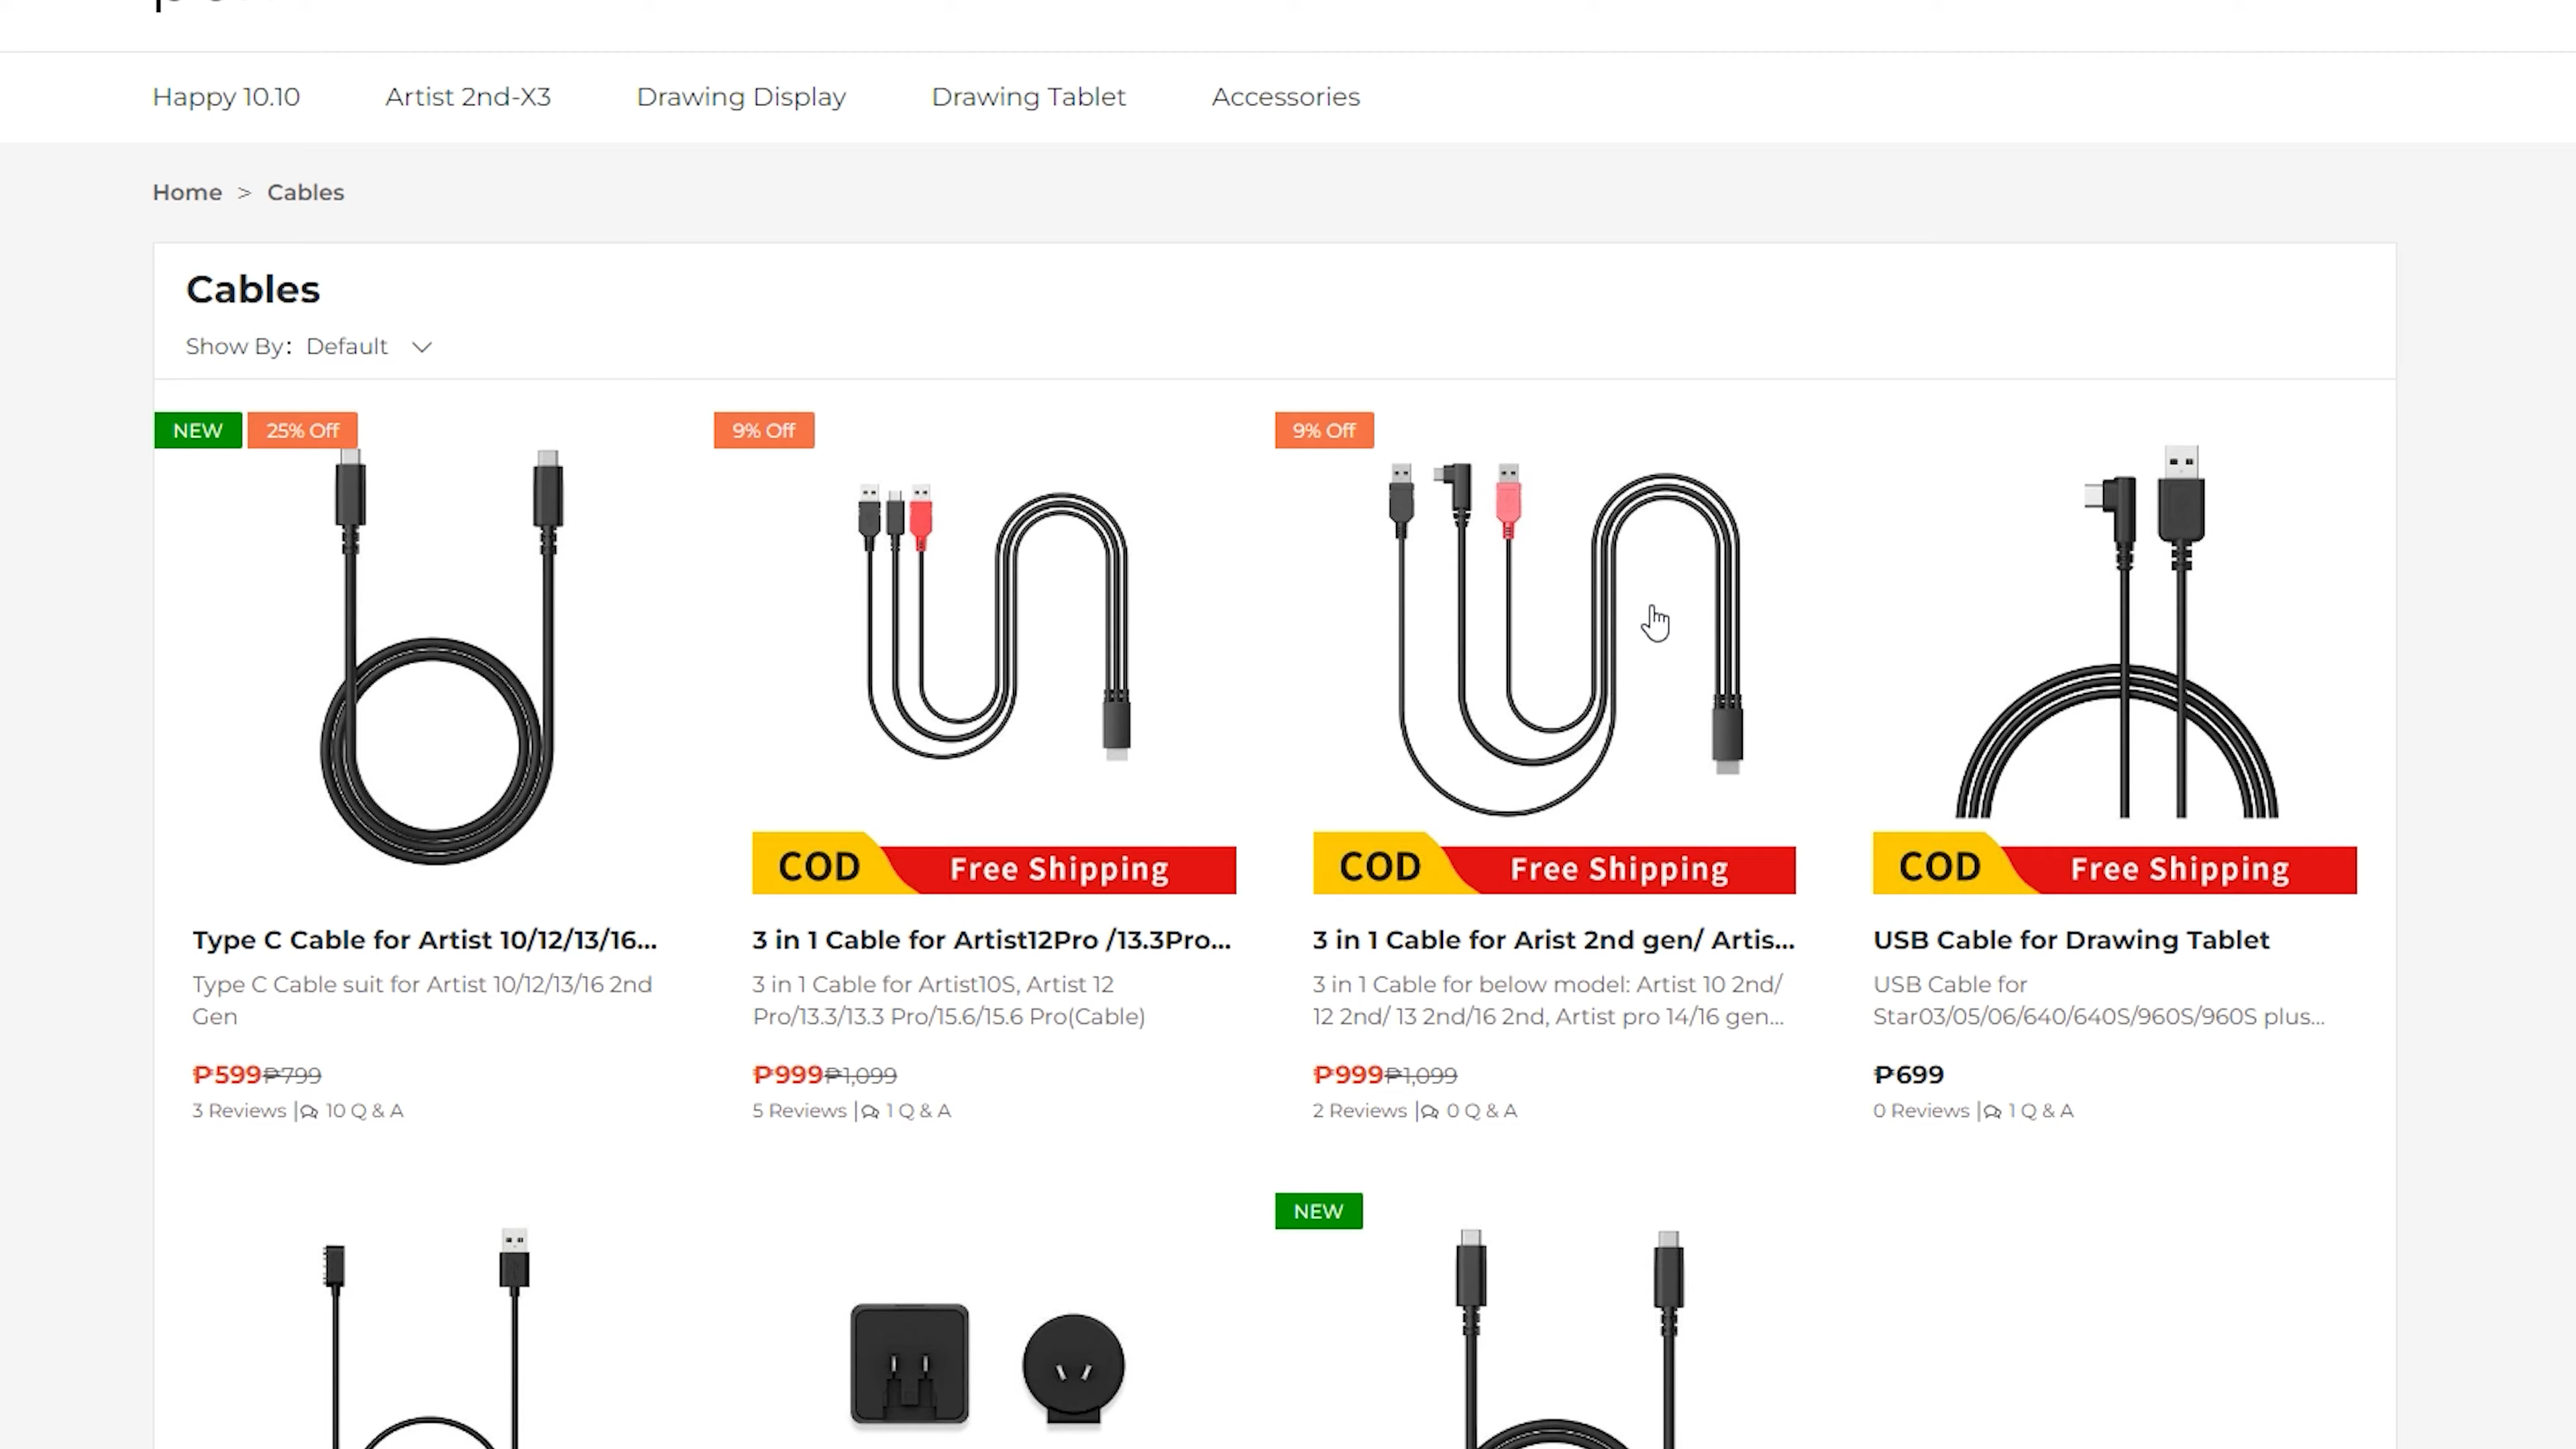 Happy 10.10 Artist 2nd-X3 Drawing Display Drawing Tablet Accessories
Home > Cables
Cables
Show By: Default
NEW 25% Off
9% Off
9% Off
COD Free Shipping
COD Free Shipping
COD Free Shipping
Type C Cable for Artist 10/12/13/16...
Type C Cable suit for Artist 10/12/13/16 2nd
Gen
₱599₱799
3 Reviews | 10 Q & A
3 in 1 Cable for Artist12Pro /13.3Pro...
3 in 1 Cable for Artist10S, Artist 12
Pro/13.3/13.3 Pro/15.6/15.6 Pro(Cable)
₱999₱1,099
5 Reviews | 1 Q & A
3 in 1 Cable for Arist 2nd gen/ Artis...
3 in 1 Cable for below model: Artist 10 2nd/
12 2nd/ 13 2nd/16 2nd, Artist pro 14/16 gen...
₱999₱1,099
2 Reviews | 0 Q & A
USB Cable for Drawing Tablet
USB Cable for
Star03/05/06/640/640S/960S/960S plus...
₱699
0 Reviews | 1 Q & A
NEW